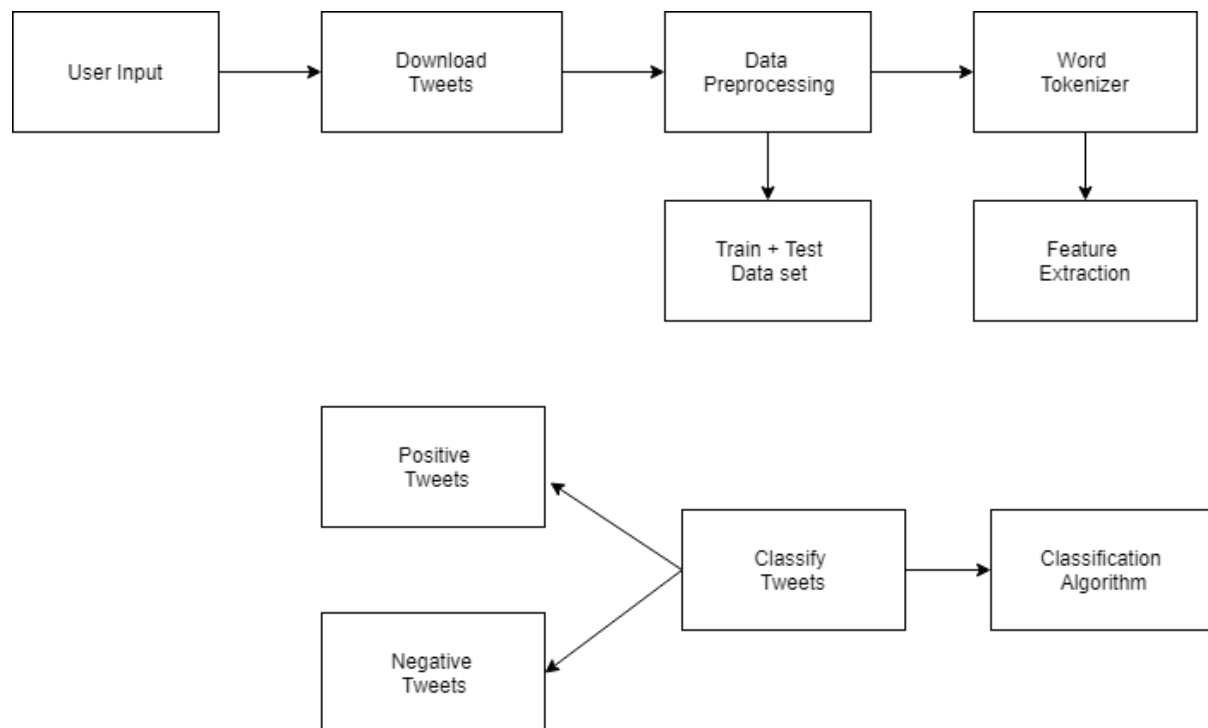 User Input
Download
Tweets
Data
Preprocessing
Word
Tokenizer
Train + Test
Data set
Feature
Extraction
Positive
Tweets
Classify
Tweets
Classification
Algorithm
Negative
Tweets